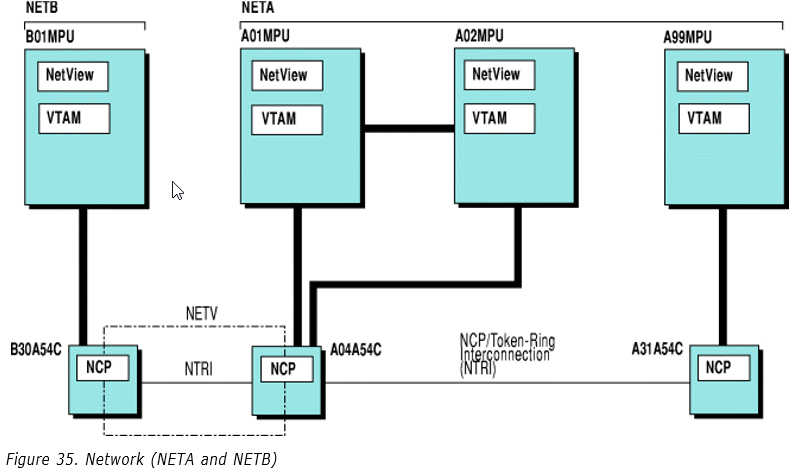 NETB
NETA
B01MPU
A01MPU
A02MPU
A99MPU
NetView
NetView
NetView
NetView
VTAM
VTAM
VTAM
VTAM
NETV
B30A54C
A04A54C
NCP/Token-Ring
Interconnection
(NTRI)
A31A54C
NCP
NTRI
NCP
NCP
Figure 35. Network (NETA and NETB)